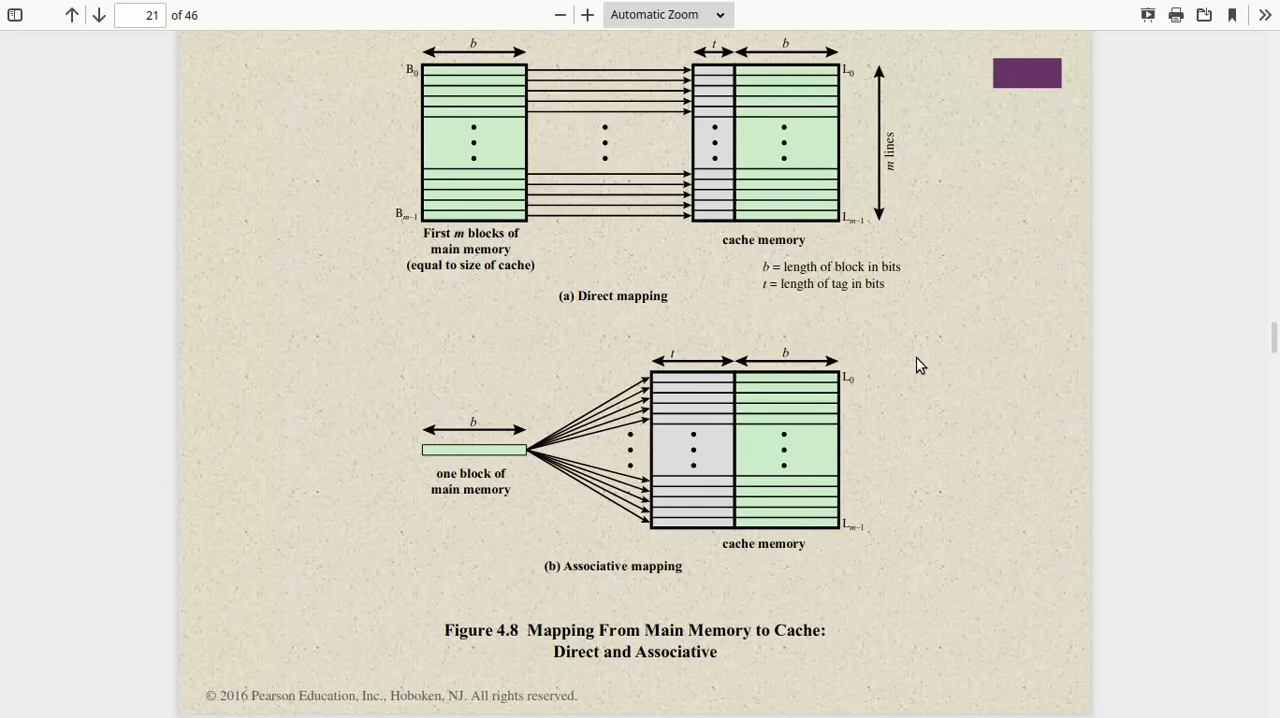 21 of 46
Automatic Zoom
b t b
B0 L0
m lines
Bm–1 Lm–1
First m blocks of
main memory
(equal to size of cache)
cache memory
b = length of block in bits
t = length of tag in bits
(a) Direct mapping
t b
L0
b
one block of
main memory
Lm–1
cache memory
(b) Associative mapping
Figure 4.8 Mapping From Main Memory to Cache:
Direct and Associative
© 2016 Pearson Education, Inc., Hoboken, NJ. All rights reserved.